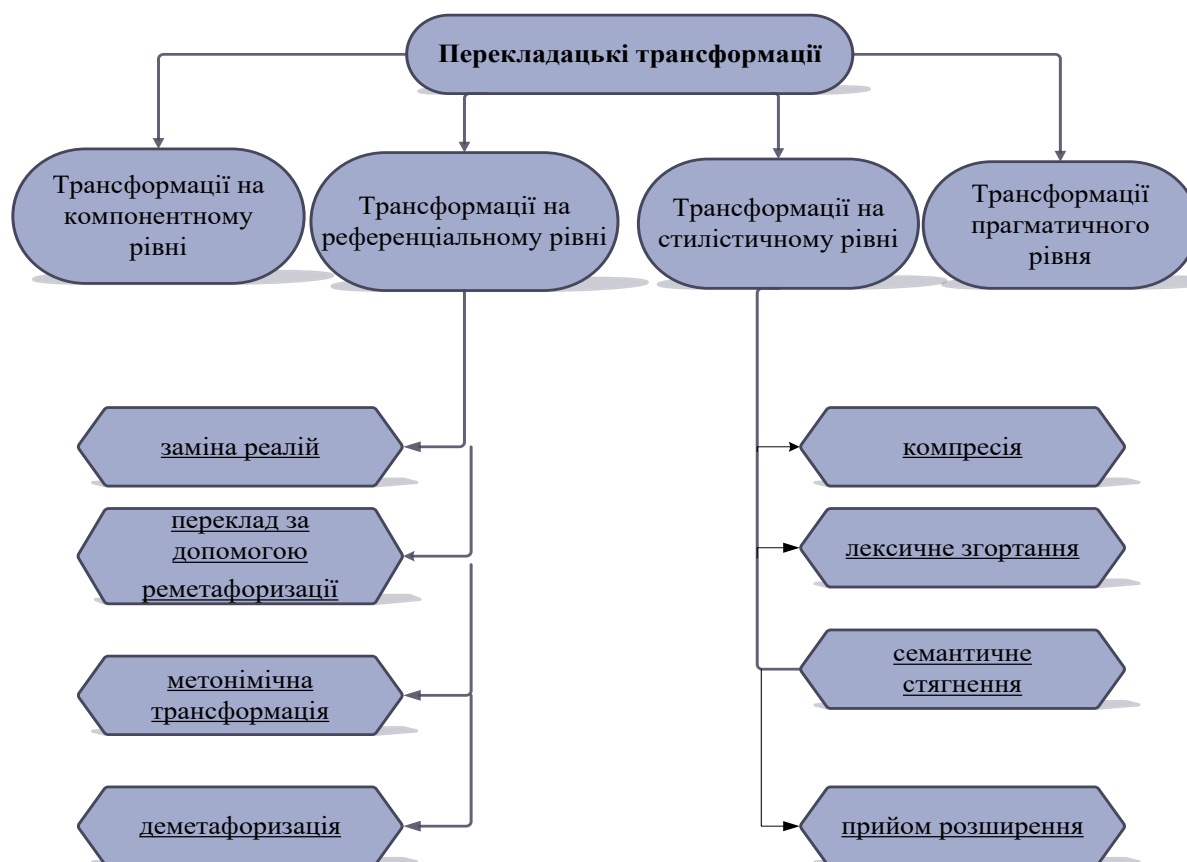 Перекладацькі трансформації
Трансформації на
компонентному
рівні
Трансформації на
референціальному рівні
Трансформації на
стилістичному рівні
Трансформації
прагматичного
рівня
заміна реалій
переклад за
допомогою
реметафоризації
метонімічна
трансформація
деметафоризація
компресія
лексичне згортання
семантичне
стягнення
прийом розширення